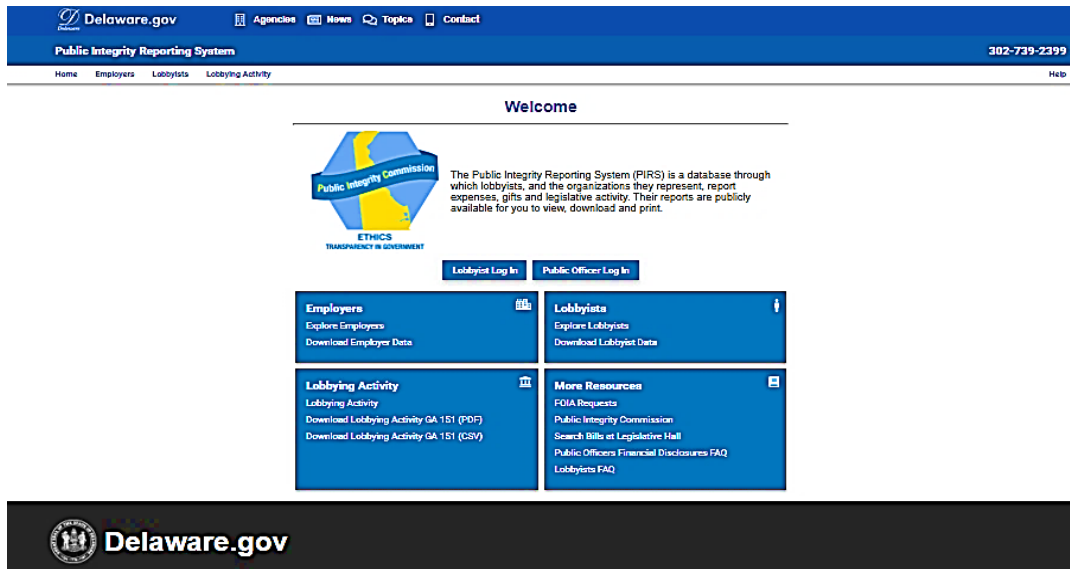 Delaware.gov Agencies News Topics Contact
Delaware
Public Integrity Reporting System 302-739-2399
Home Employers Lobbyists Lobbying Activity Help
Welcome
Public Integrity Commission
ETHICS
TRANSPARENCY IN GOVERNMENT
The Public Integrity Reporting System (PIRS) is a database through
which lobbyists, and the organizations they represent, report
expenses, gifts and legislative activity. Their reports are publicly
available for you to view, download and print.
Lobbyist Log In Public Officer Log In
Employers
Explore Employers
Download Employer Data
Lobbyists
Explore Lobbyists
Download Lobbyist Data
Lobbying Activity
Lobbying Activity
Download Lobbying Activity GA 151 (PDF)
Download Lobbying Activity GA 151 (CSV)
More Resources
FOIA Requests
Public Integrity Commission
Search Bills at Legislative Hall
Public Officers Financial Disclosures FAQ
Lobbyists FAQ
Delaware.gov